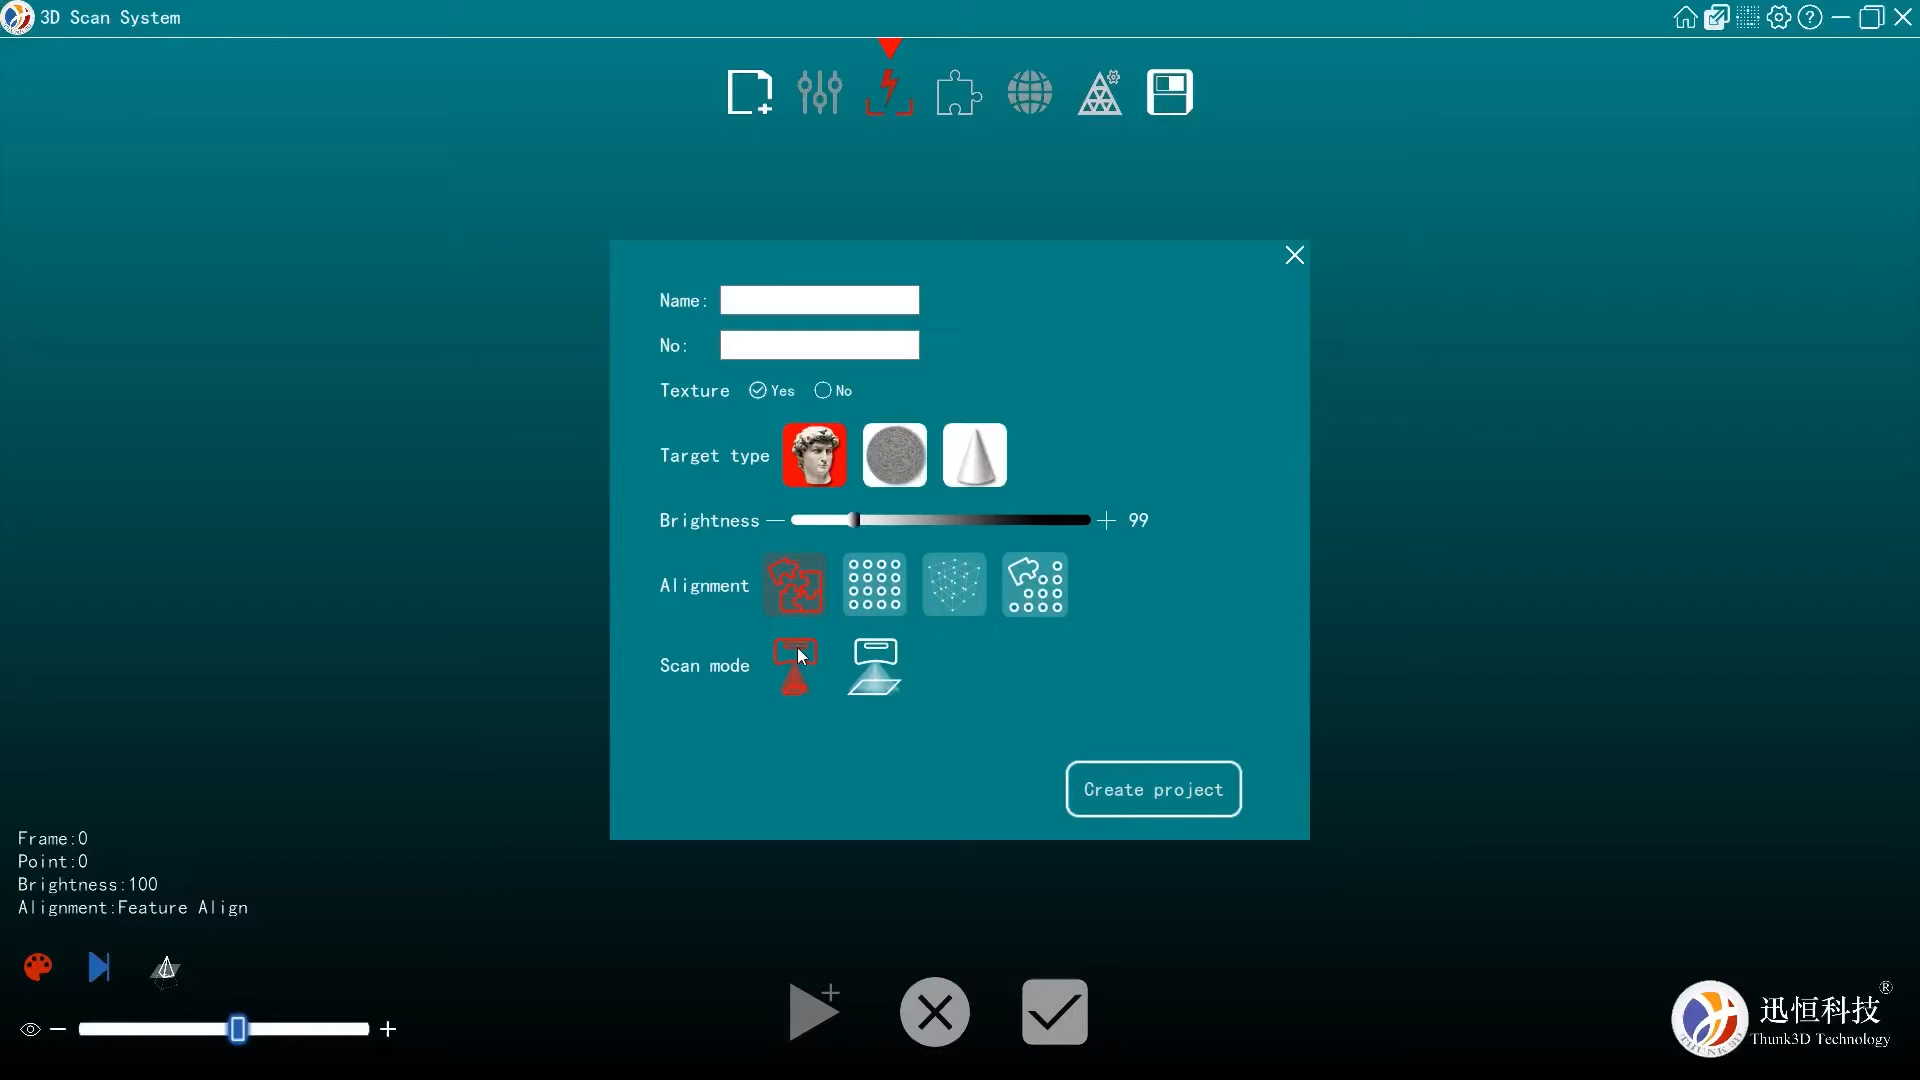 3D Scan System
Name:
No:
Texture Yes No
Target type
Brightness 99
Alignment
Scan mode
Create project
Frame:0
Point:0
Brightness:100
Alignment:Feature Align
迅恒科技®
THUNK3D
Thunk3D Technology